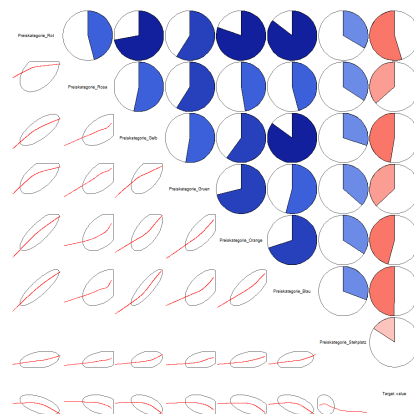 Preiskategorie_Rot
Preiskategorie_Rosa
Preiskategorie_Gelb
Preiskategorie_Gruen
Preiskategorie_Orange
Preiskategorie_Blau
Preiskategorie_Stehplatz
Target.value